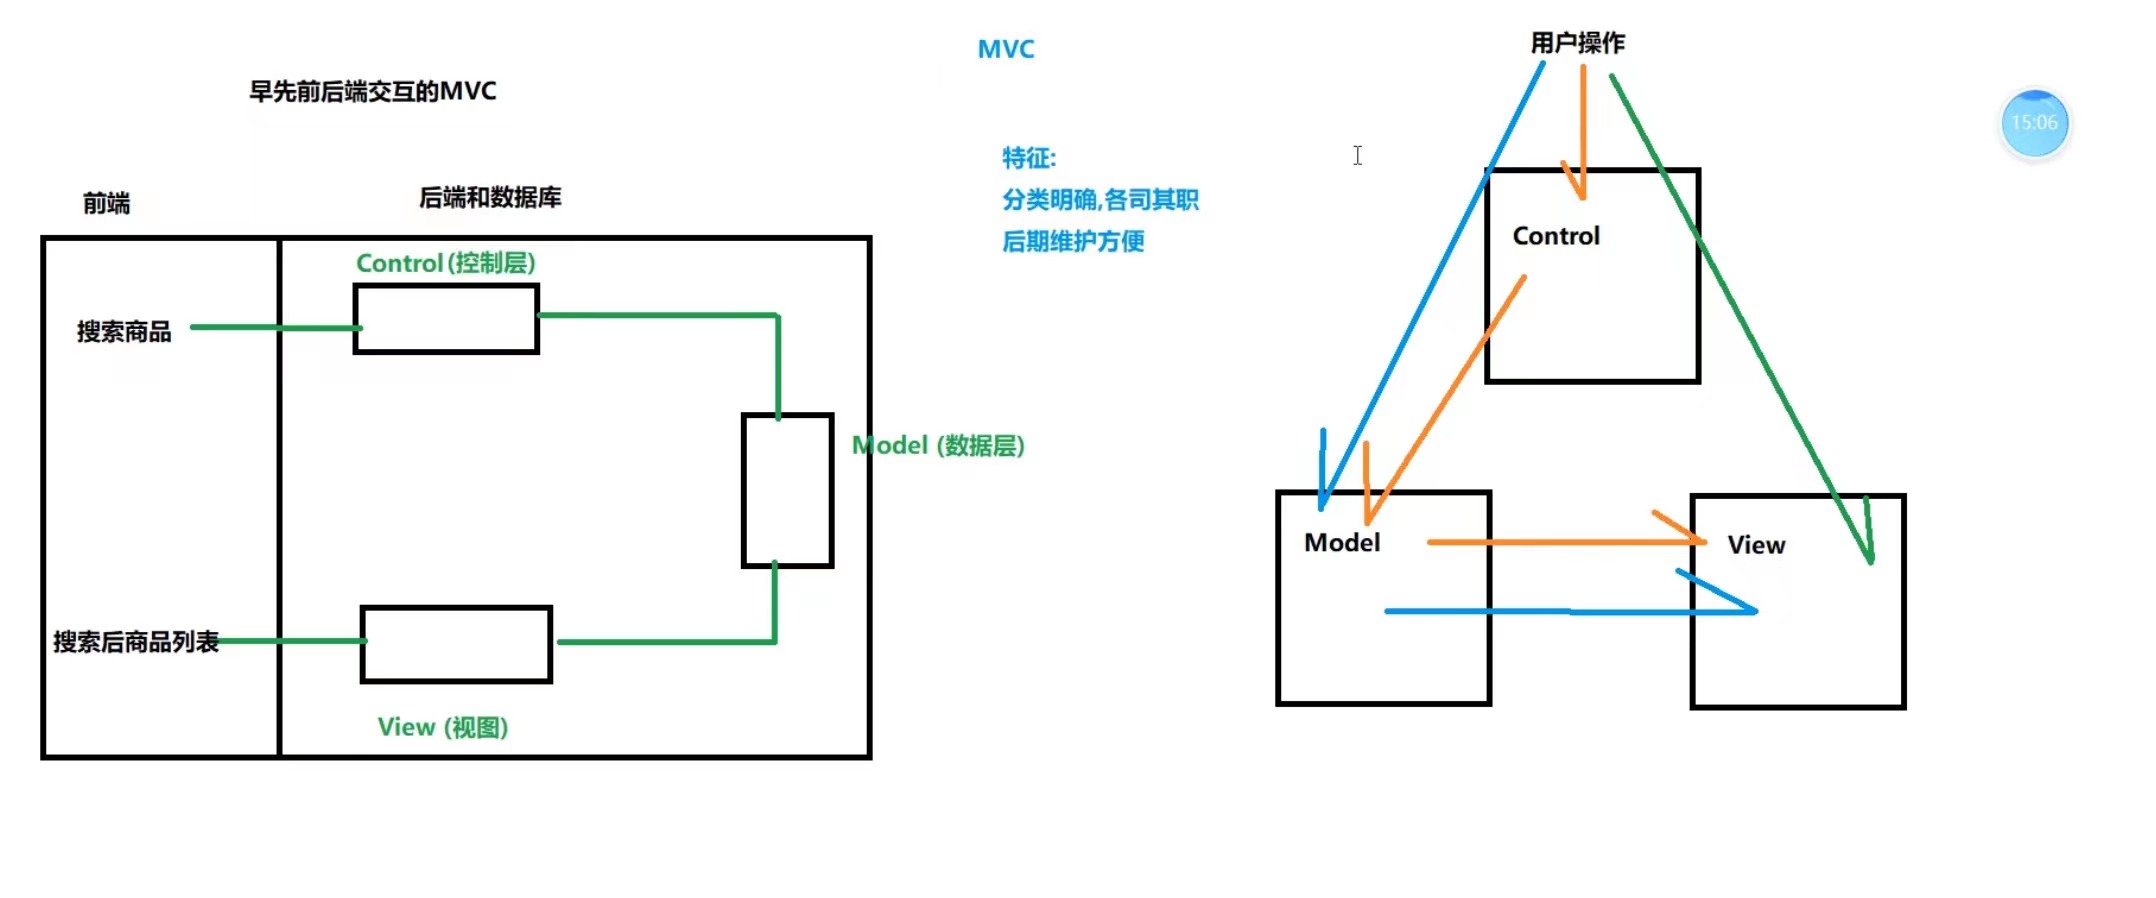 早先前后端交互的MVC
前端
后端和数据库
Control(控制层)
搜索商品
Model (数据层)
搜索后商品列表
View (视图)
MVC
特征:
分类明确,各司其职
后期维护方便
用户操作
Control
Model
View
15:06